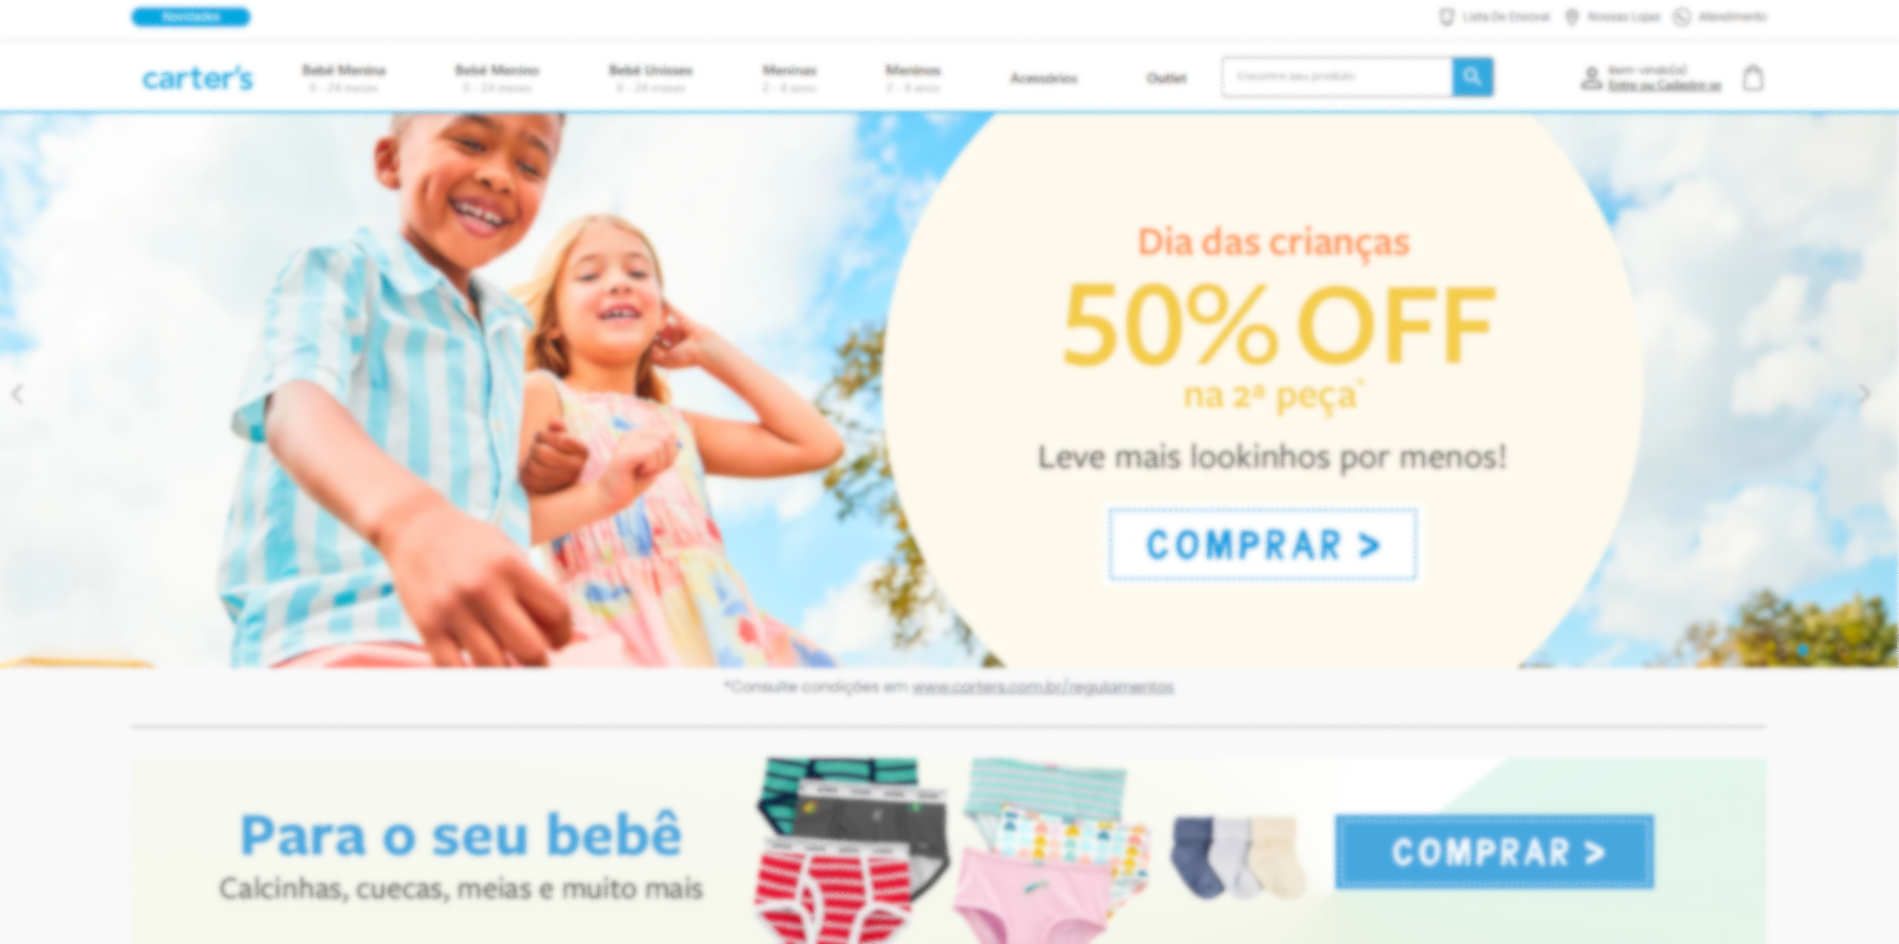 Novidades
Lista De Enxoval
Nossas Lojas
Atendimento
carter's
Bebê Menina
0 - 24 meses
Bebê Menino
0 - 24 meses
Bebê Unissex
0 - 24 meses
Meninas
2 - 8 anos
Meninos
2 - 8 anos
Acessórios
Outlet
Encontre seu produto
Bem-vindo(a)
Entre ou Cadastre-se
Dia das crianças
50% OFF
na 2ª peça*
Leve mais lookinhos por menos!
COMPRAR >
*Consulte condições em www.carters.com.br/regulamentos
Para o seu bebê
Calcinhas, cuecas, meias e muito mais
COMPRAR >